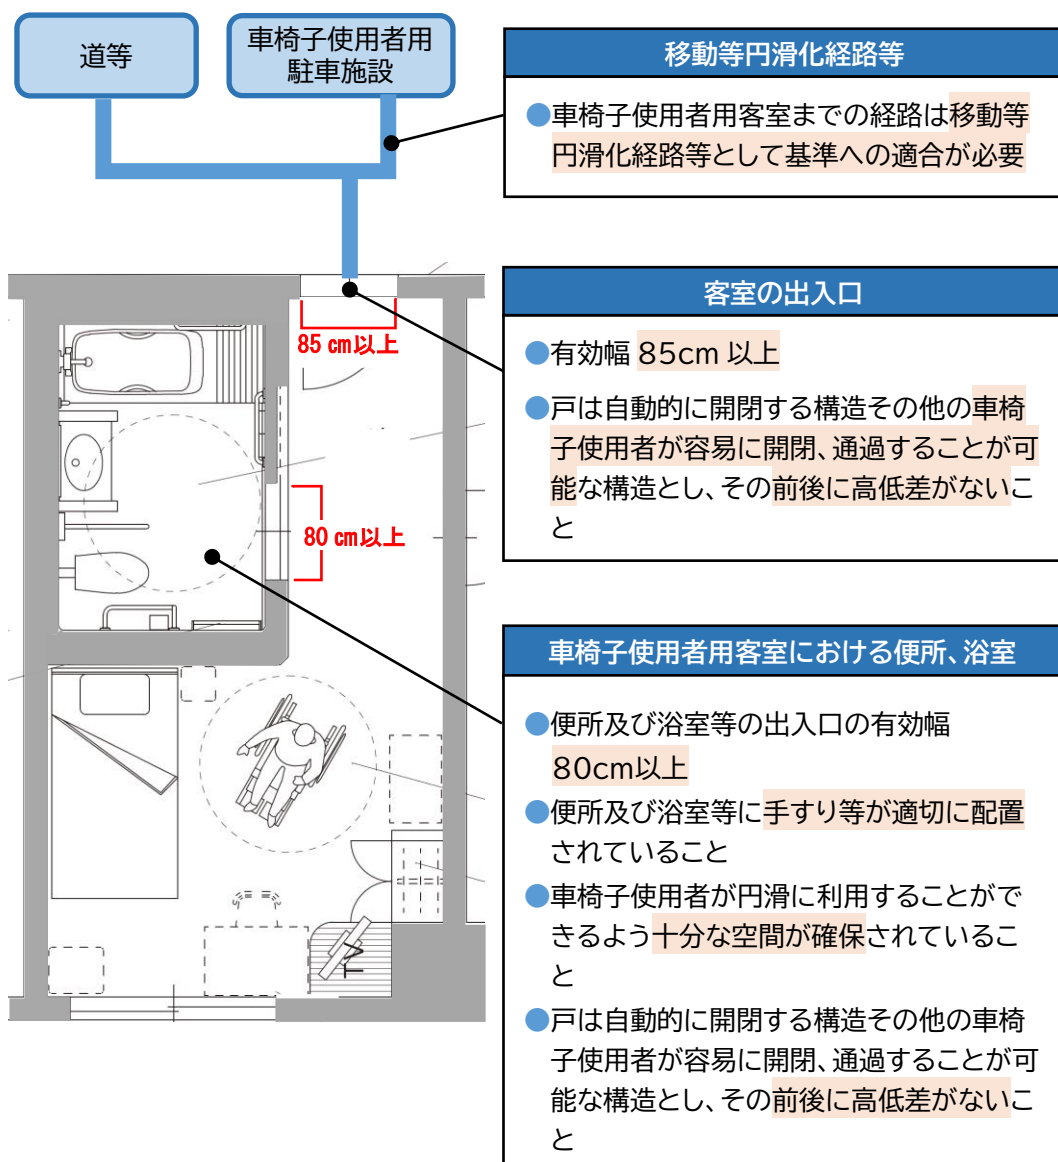 道等
車椅子使用者用
駐車施設
移動等円滑化経路等
●車椅子使用者用客室までの経路は移動等
円滑化経路等として基準への適合が必要
客室の出入口
●有効幅 85cm 以上
●戸は自動的に開閉する構造その他の車椅
子使用者が容易に開閉、通過することが可
能な構造とし、その前後に高低差がないこ
と
85 ㎝以上
80 ㎝以上
車椅子使用者用客室における便所、浴室
●便所及び浴室等の出入口の有効幅
80cm以上
●便所及び浴室等に手すり等が適切に配置
されていること
●車椅子使用者が円滑に利用することがで
きるよう十分な空間が確保されているこ
と
●戸は自動的に開閉する構造その他の車椅
子使用者が容易に開閉、通過することが可
能な構造とし、その前後に高低差がないこ
と
TV